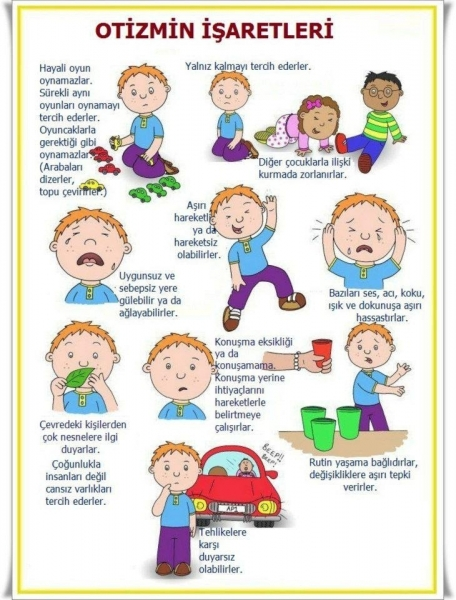 OTİZMİN İŞARETLERİ
Hayali oyun
oynamazlar.
Sürekli aynı
oyunları oynamayı
tercih ederler.
Oyuncaklarla
gerektiği gibi
oynamazlar.
(Arabaları
dizerler,
topu çevirirler.)
Yalnız kalmayı tercih ederler.
Diğer çocuklarla ilişki
kurmada zorlanırlar.
Uygunsuz ve
sebepsiz yere
gülebilir ya da
ağlayabilirler.
Aşırı
hareketli
ya da
hareketsiz
olabilirler.
Bazıları ses, acı, koku,
ışık ve dokunuşa aşırı
hassastırlar.
Çevredeki kişilerden
çok nesnelere ilgi
duyarlar.
Çoğunlukla
insanları değil
cansız varlıkları
tercih ederler.
Konuşma eksikliği
ya da
konuşamama.
Konuşma yerine
ihtiyaçlarını
hareketlerle
belirtmeye
çalışırlar.
Rutin yaşama bağlıdırlar,
değişikliklere aşırı tepki
verirler.
BEEP!!
BEEP!
AP1
Tehlikelere
karşı
duyarsız
olabilirler.